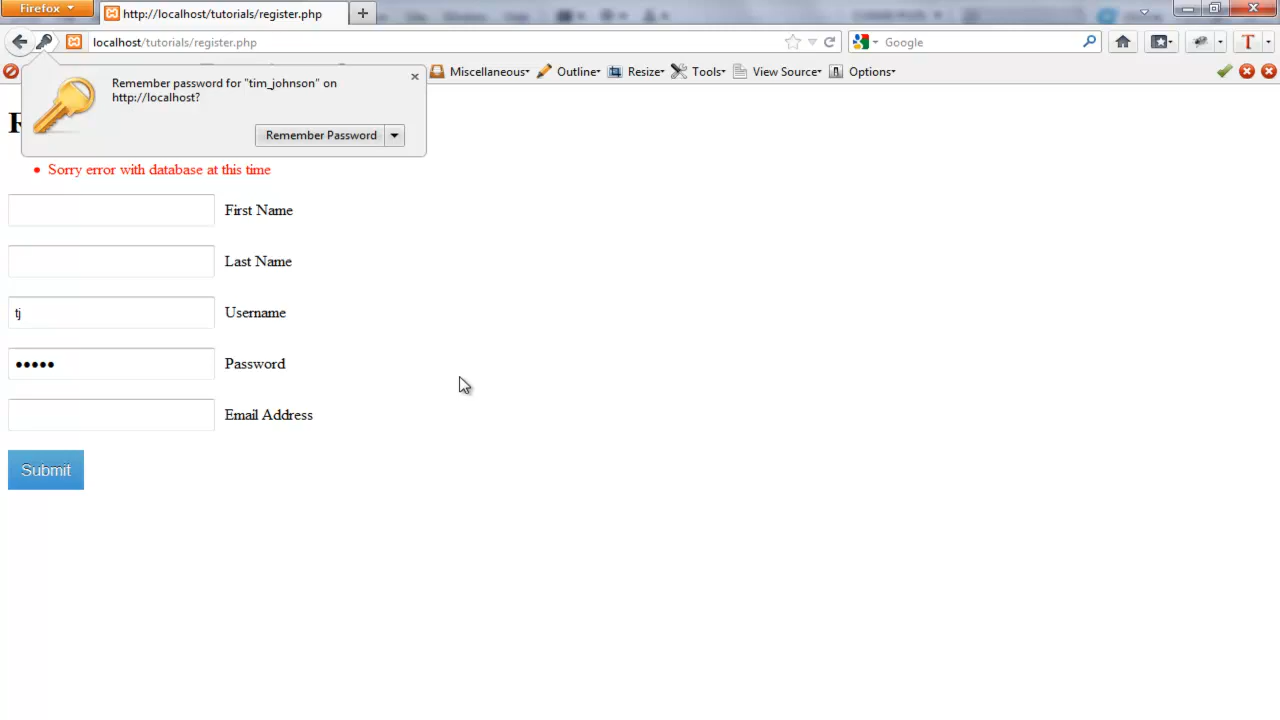 Firefox
http://localhost/tutorials/register.php
localhost/tutorials/register.php
Google
Miscellaneous
Outline
Resize
Tools
View Source
Options
Remember password for "tim_johnson" on
http://localhost?
Remember Password
R
Sorry error with database at this time
First Name
Last Name
tj
Username
Password
Email Address
Submit